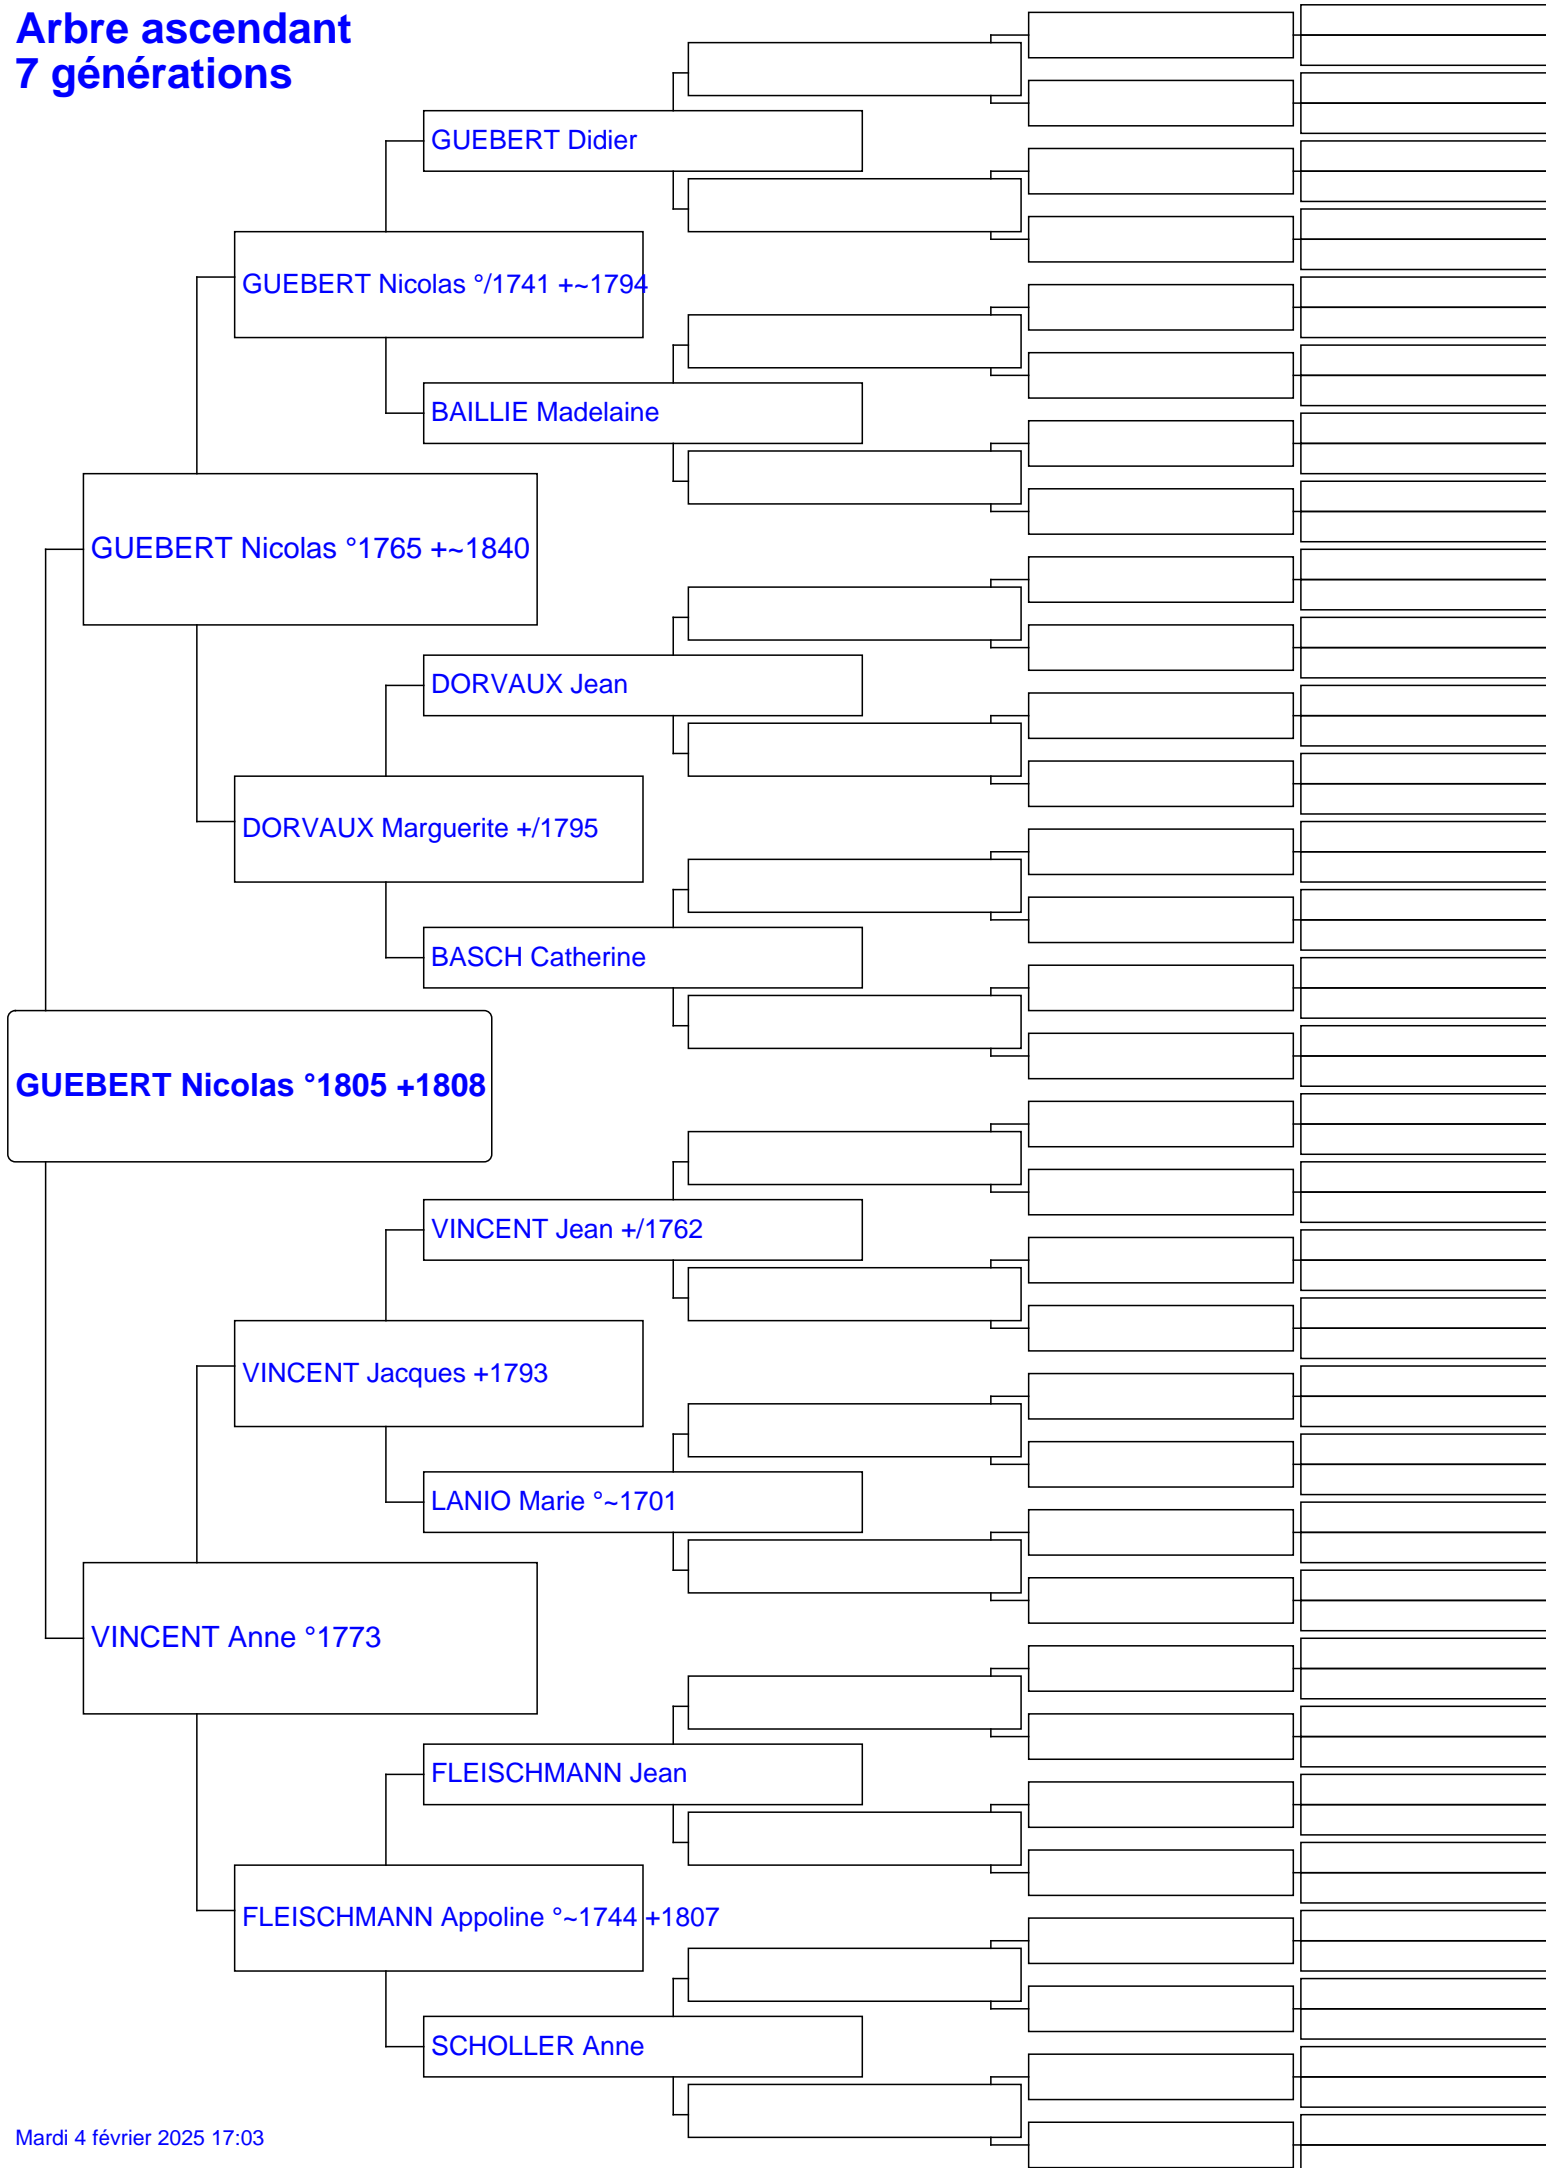 Arbre ascendant
7 générations
GUEBERT Didier
GUEBERT Nicolas °/1741 +~1794
BAILLIE Madelaine
GUEBERT Nicolas °1765 +~1840
DORVAUX Jean
DORVAUX Marguerite +/1795
BASCH Catherine
GUEBERT Nicolas °1805 +1808
VINCENT Jean +/1762
VINCENT Jacques +1793
LANIO Marie °~1701
VINCENT Anne °1773
FLEISCHMANN Jean
FLEISCHMANN Appoline °~1744 +1807
SCHOLLER Anne
Mardi 4 février 2025 17:03